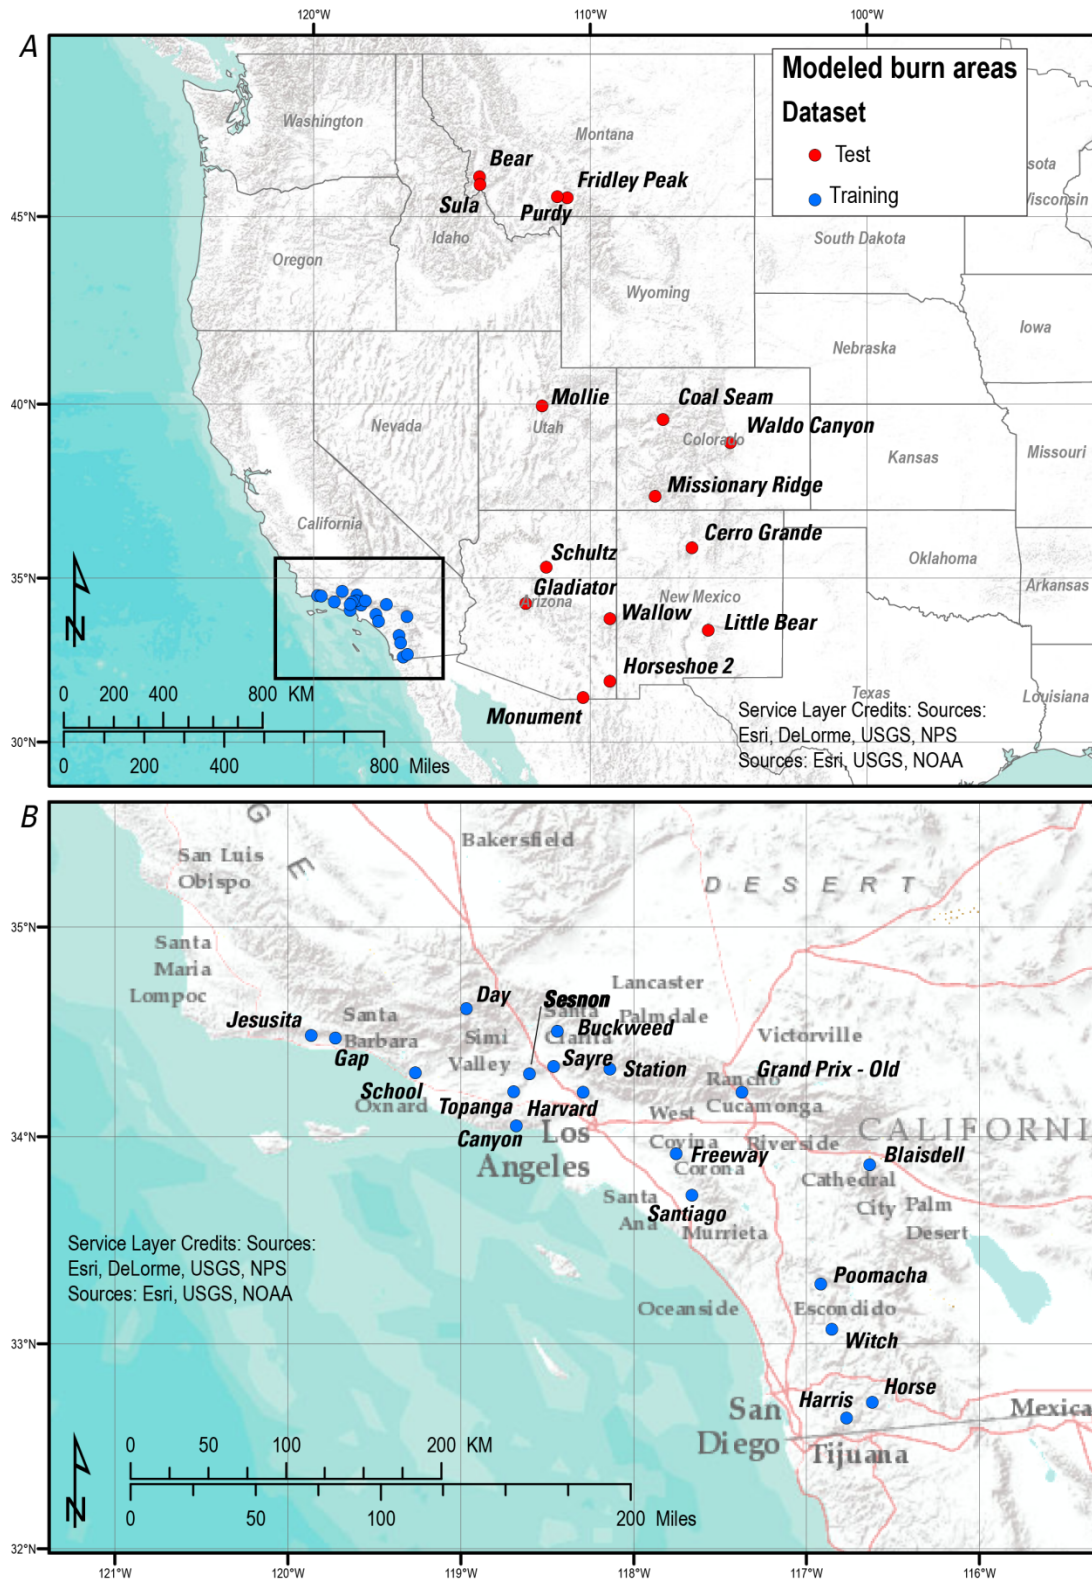 120°W
110°W
100°W
A
Modeled burn areas
Dataset
Test
Training
Washington
Montana
sota
Wisconsin
Bear
Fridley Peak
Sula
Purdy
45°N
Idaho
South Dakota
Oregon
Wyoming
Iowa
Nebraska
40°N
Mollie
Coal Seam
Nevada
Utah
Waldo Canyon
Colorado
Kansas
Missouri
Missionary Ridge
California
Cerro Grande
Schultz
Oklahoma
35°N
Gladiator
Arizona
New Mexico
Arkansas
Wallow
Little Bear
N
Horseshoe 2
0 200 400 800 KM
Texas
Louisiana
Monument
Service Layer Credits: Sources:
Esri, DeLorme, USGS, NPS
Sources: Esri, USGS, NOAA
30°N
0 200 400 800 Miles
B
G
E
Bakersfield
San Luis
Obispo
DESERT
35°N
Santa
Maria
Lompoc
Lancaster
Palmdale
Day
Sesnon
Santa
Clarita
Jesusita
Santa
Barbara
Simi
Valley
Buckweed
Victorville
Gap
Sayre
Station
Grand Prix - Old
School
Oxnard
Topanga
Harvard
Rancho
Cucamonga
West
Covina
34°N
Canyon
Los
Angeles
Riverside
CALIFORNI
Freeway
Corona
Blaisdell
Cathedral
City
Palm
Desert
Santa
Ana
Santiago
Murrieta
Service Layer Credits: Sources:
Esri, DeLorme, USGS, NPS
Sources: Esri, USGS, NOAA
Poomacha
Oceanside
Escondido
33°N
Witch
Horse
Harris
San
Diego
Mexica
Tijuana
N
0 50 100 200 KM
0 50 100 200 Miles
32°N
121°W
120°W
119°W
118°W
117°W
116°W